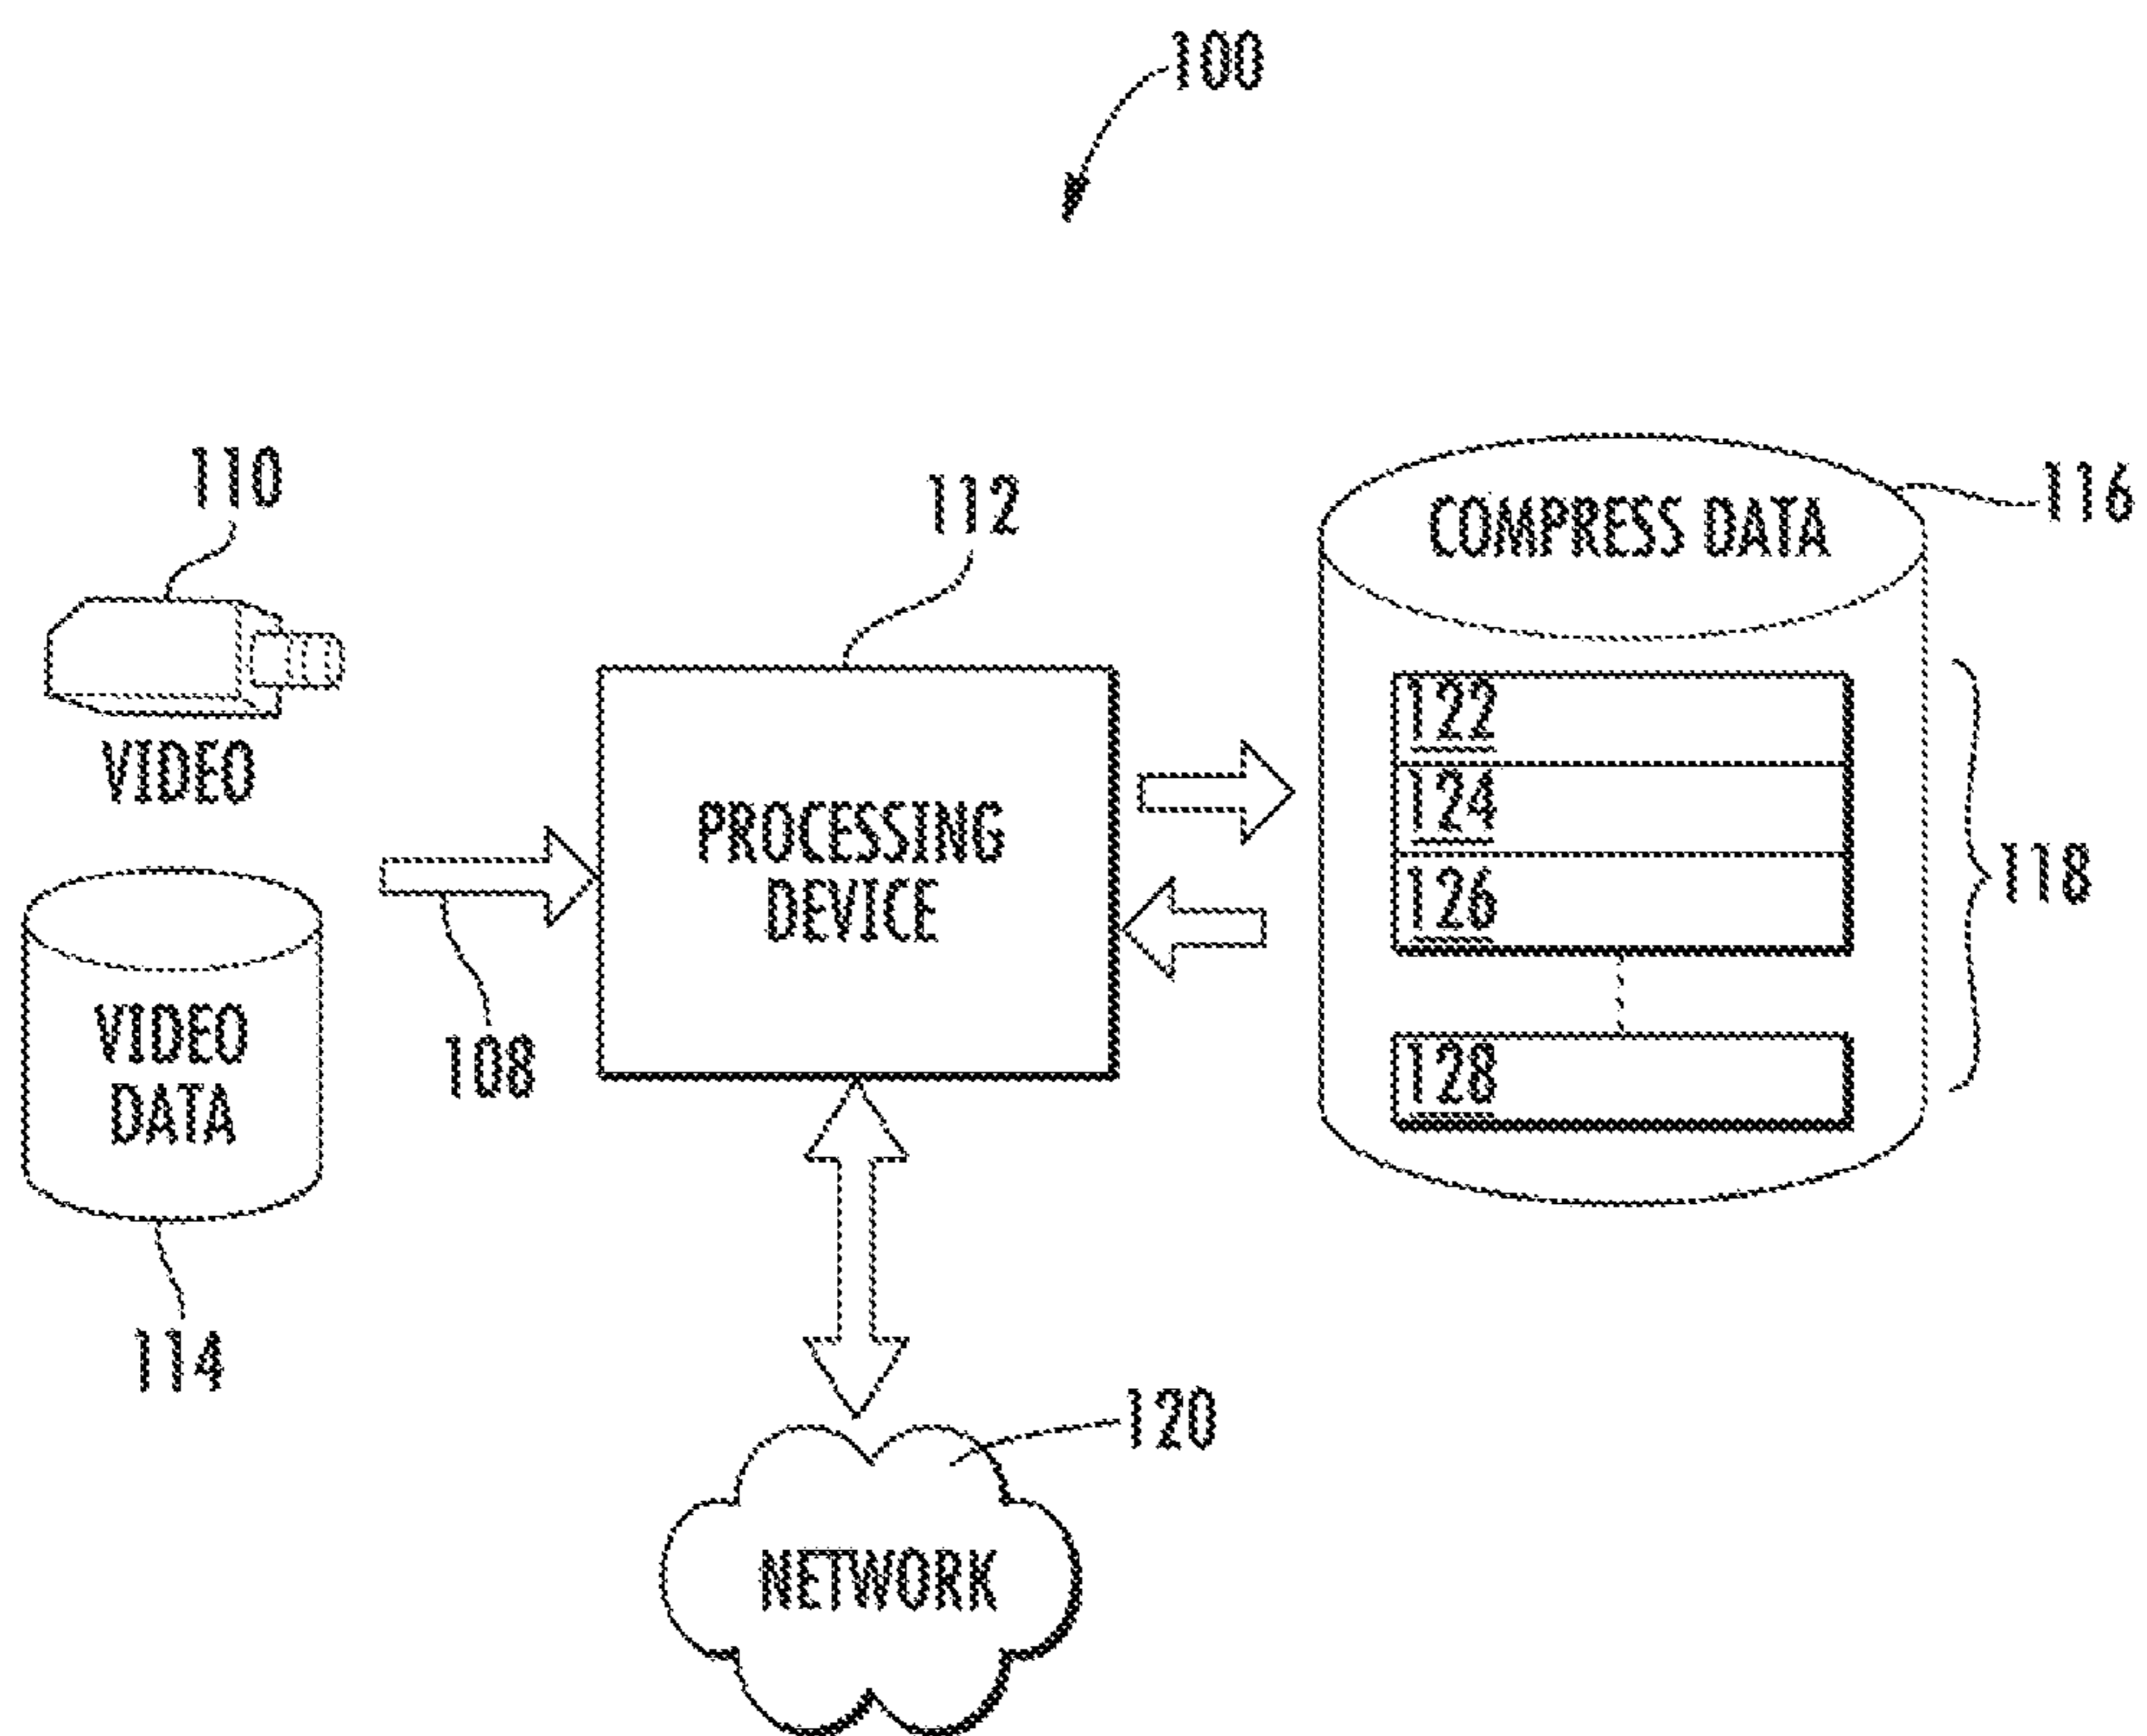 100
110
112
COMPRESS DATA
116
VIDEO
122
124
126
128
118
PROCESSING
DEVICE
108
VIDEO
DATA
114
120
NETWORK